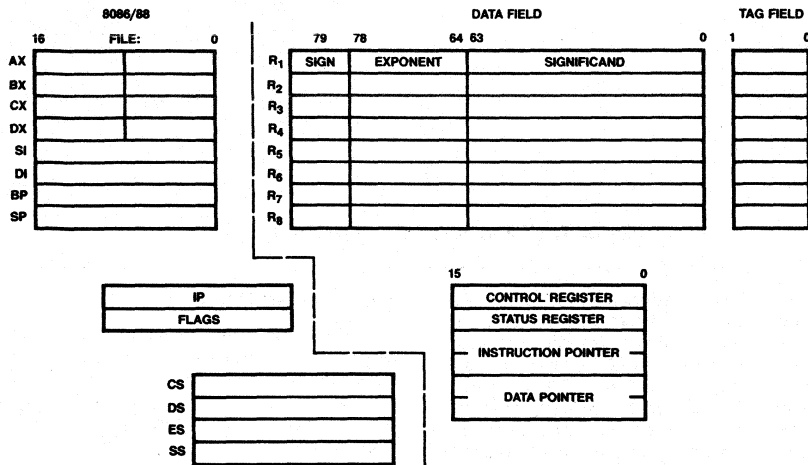 8086/88 DATA FIELD TAG FIELD
16 FILE: 0 79 78 64 63 0 1 0
AX R1 SIGN EXPONENT SIGNIFICAND
BX R2
CX R3
DX R4
SI R5
DI R6
BP R7
SP R8
15 0
IP CONTROL REGISTER
FLAGS STATUS REGISTER
INSTRUCTION POINTER
CS
DATA POINTER
DS
ES
SS